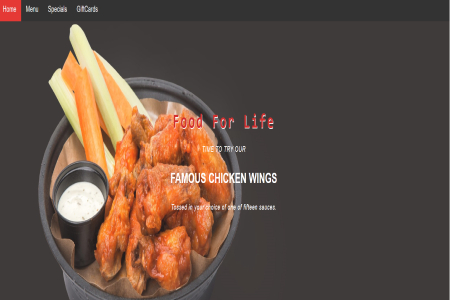 Home Menu Specials GiftCards
Food For Life
TIME TO TRY OUR
FAMOUS CHICKEN WINGS
Tossed in your choice of one of fifteen sauces.